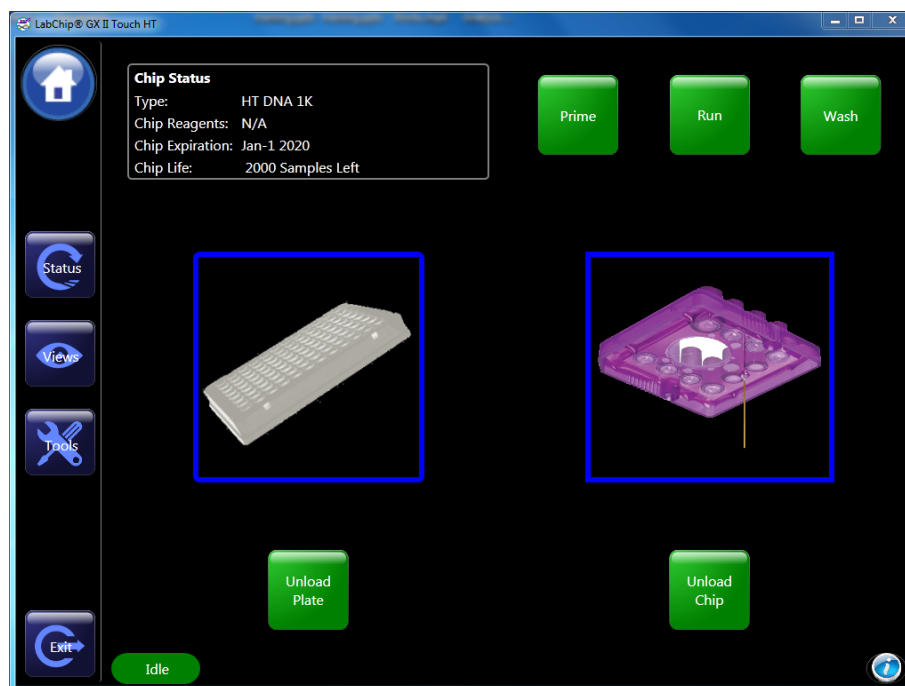 LabChip® GX II Touch HT
Chip Status
Type: HT DNA 1K
Chip Reagents: N/A
Chip Expiration: Jan-1 2020
Chip Life: 2000 Samples Left
Prime
Run
Wash
Status
Views
Tools
Unload
Plate
Unload
Chip
Exit
Idle